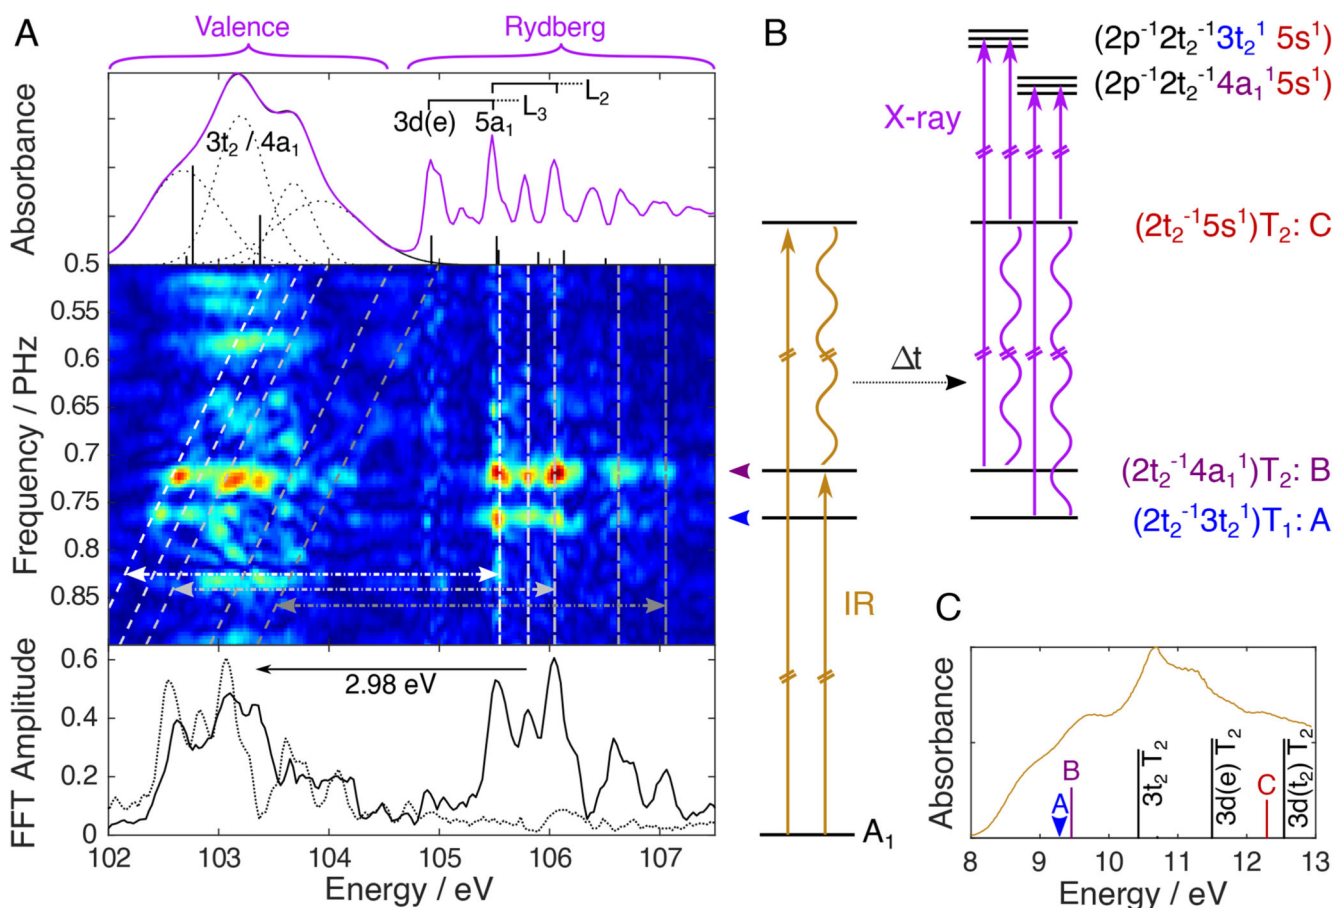 A
Valence
Rydberg
Absorbance
3t₂ / 4a₁
3d(e)
5a₁
L₃
L₂
Frequency / PHz
0.5
0.55
0.6
0.65
0.7
0.75
0.8
0.85
FFT Amplitude
0.6
0.4
0.2
0
2.98 eV
102 103 104 105 106 107
Energy / eV
B
(2p⁻¹2t₂⁻¹3t₂¹ 5s¹)
(2p⁻¹2t₂⁻¹4a₁¹5s¹)
X-ray
(2t₂⁻¹5s¹)T₂: C
Δt
(2t₂⁻¹4a₁¹)T₂: B
(2t₂⁻¹3t₂¹)T₁: A
IR
A₁
C
Absorbance
A
B
3t₂ T₂
3d(e) T₂
C
3d(t₂) T₂
8 9 10 11 12 13
Energy / eV